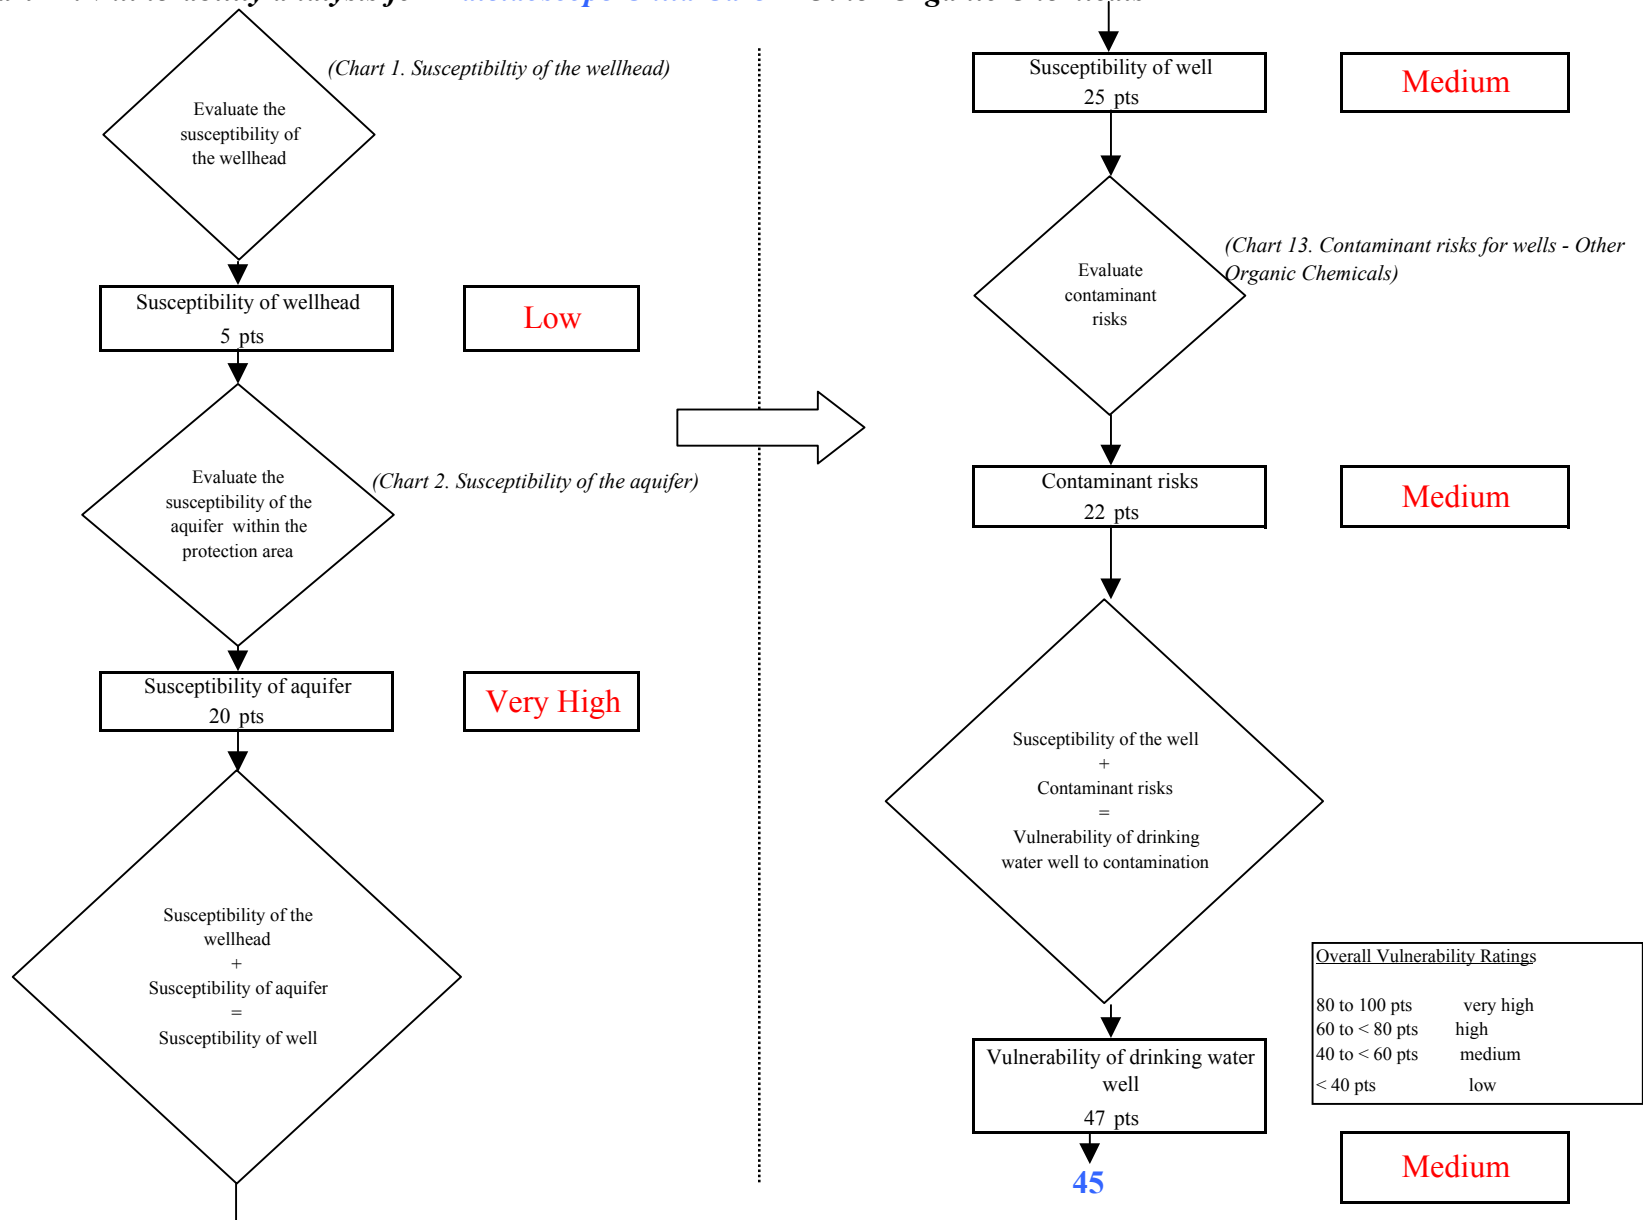 (Chart 1. Susceptibiltiy of the wellhead)
Evaluate the
susceptibility of
the wellhead
Susceptibility of wellhead
5 pts
Low
Evaluate the
susceptibility of the
aquifer within the
protection area
(Chart 2. Susceptibility of the aquifer)
Susceptibility of aquifer
20 pts
Very High
Susceptibility of the
wellhead
+
Susceptibility of aquifer
=
Susceptibility of well
Susceptibility of well
25 pts
Medium
Evaluate
contaminant
risks
(Chart 13. Contaminant risks for wells - Other
Organic Chemicals)
Contaminant risks
22 pts
Medium
Susceptibility of the well
+
Contaminant risks
=
Vulnerability of drinking
water well to contamination
Vulnerability of drinking water
well
47 pts
45
Overall Vulnerability Ratings
80 to 100 pts very high
60 to < 80 pts high
40 to < 60 pts medium
< 40 pts low
Medium